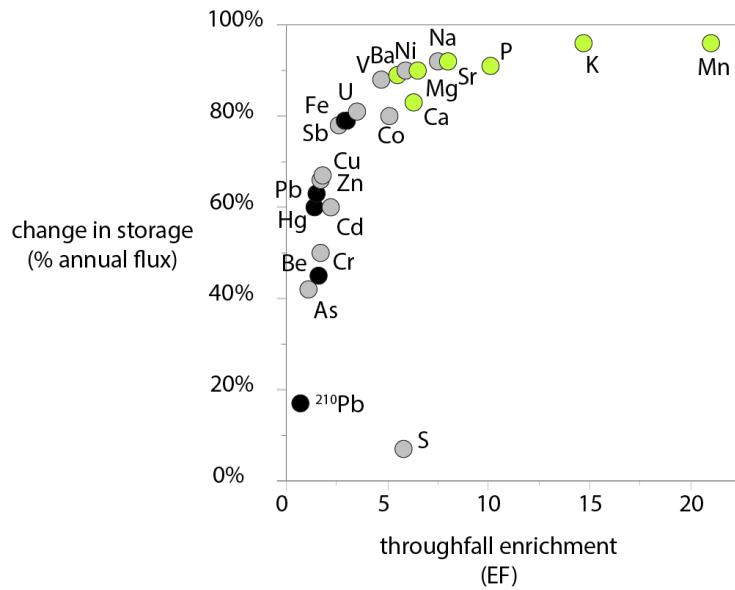 100%
80%
60%
40%
20%
0%
change in storage
(% annual flux)
Na
V Ba Ni
P
Sr
K
Mn
U
Mg
Fe
Ca
Sb
Co
Cu
Pb
Zn
Hg
Cd
Be
Cr
As
²¹⁰Pb
S
0 5 10 15 20
throughfall enrichment
(EF)